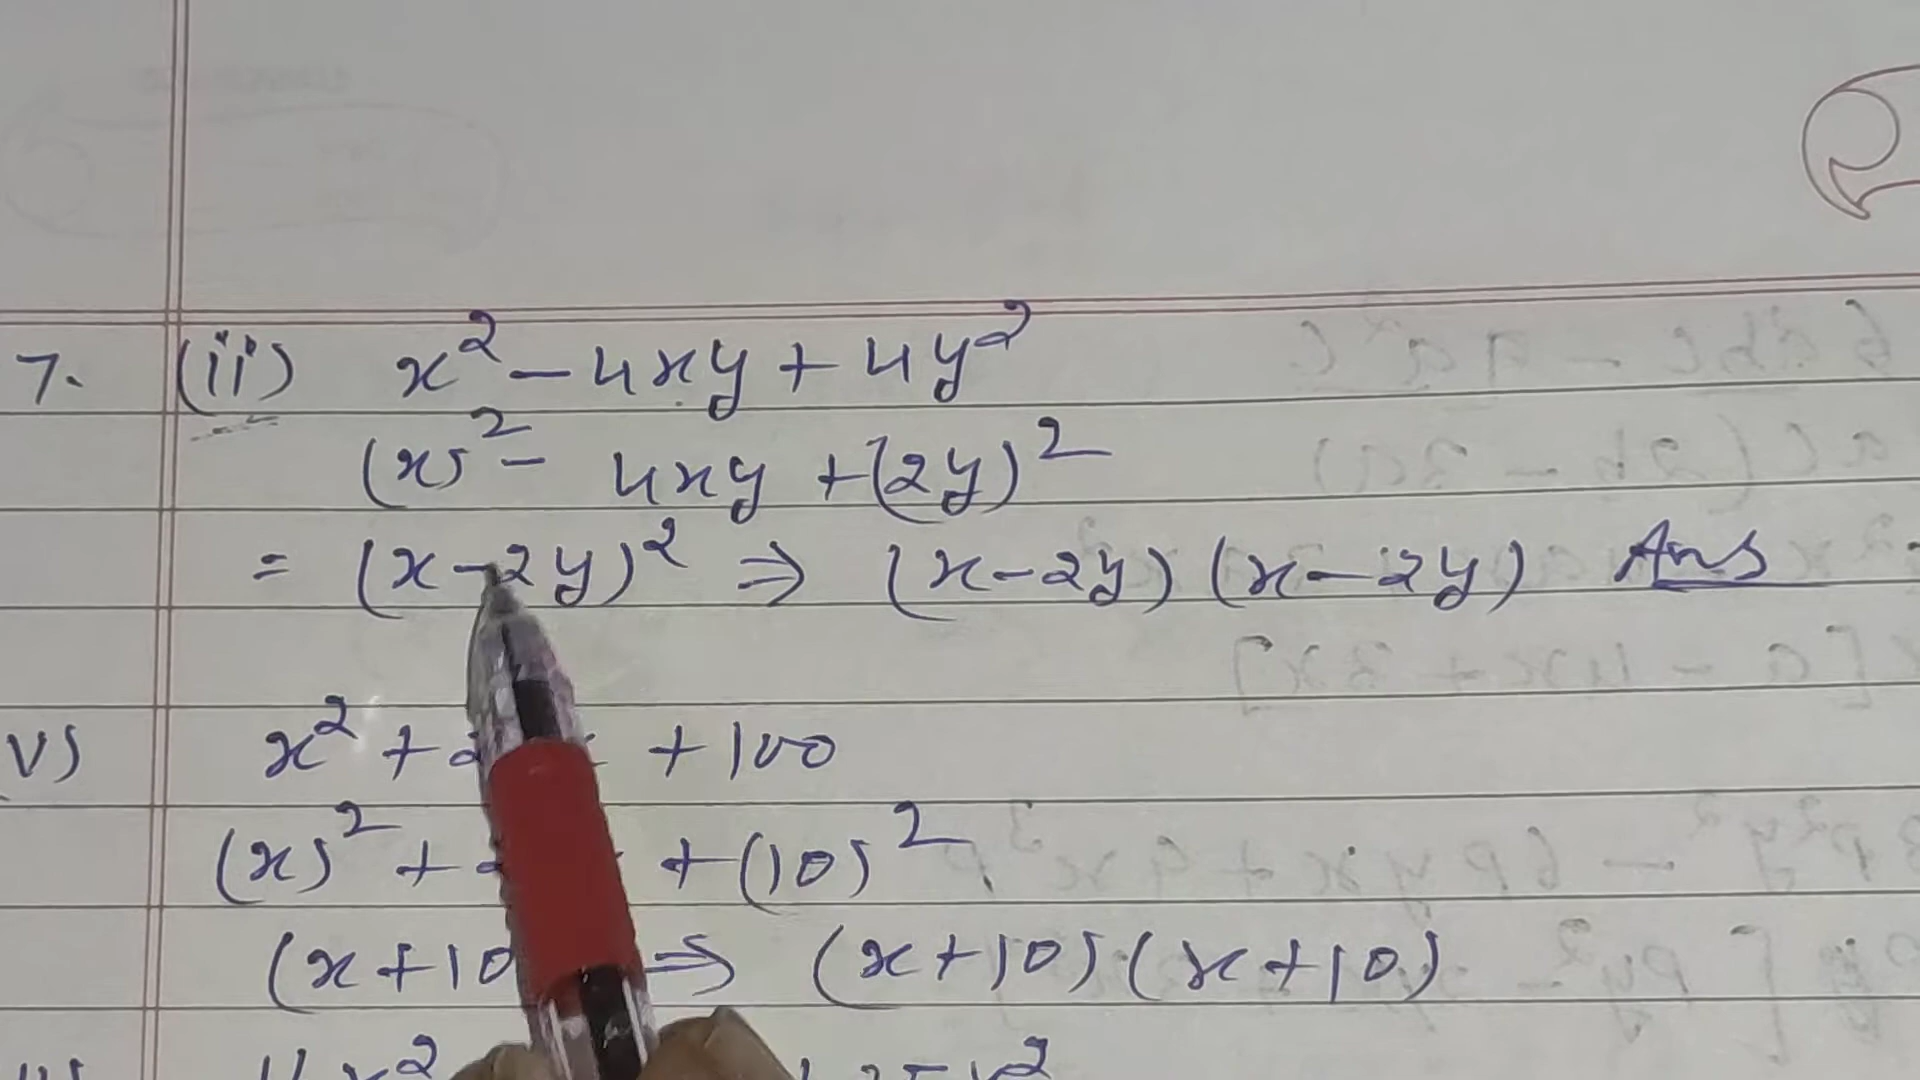 7. (ii) x² - 4xy + 4y²
(x)² - 4xy + (2y)²
= (x - 2y)² ⇒ (x - 2y) (x - 2y) Ans
v) x² + + 100
(x)² + + (10)²
(x + 10 ⇒ (x + 10) (x + 10)